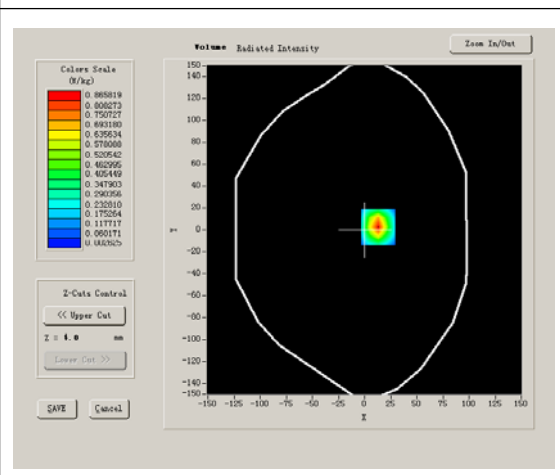 Volume Radiated Intensity
Zoom In/Out
Colors Scale
(W/kg)
0.865819
0.808273
0.750727
0.693180
0.635634
0.578088
0.520542
0.462995
0.405449
0.347903
0.290356
0.232810
0.175264
0.117717
0.060171
0.002625
150
140
120
100
80
60
40
20
0
-20
-40
-60
-80
-100
-120
-140
-150
-150 -125 -100 -75 -50 -25 0 25 50 75 100 125 150
X
Z-Cuts Control
<< Upper Cut
Z = 4.0 mm
Lower Cut >>
SAVE
Cancel